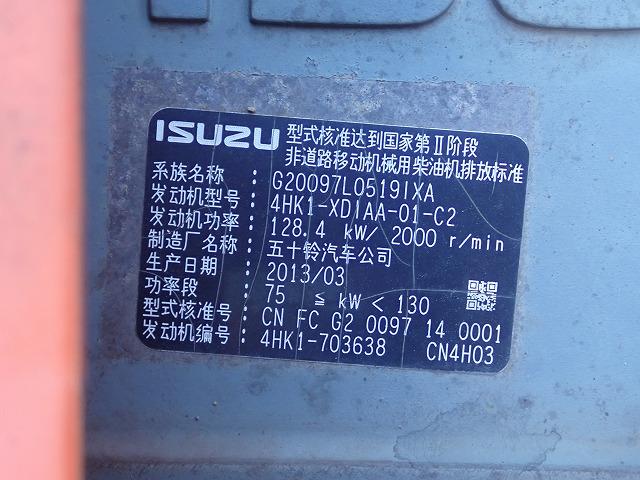 ISUZU 型式核准达到国家第Ⅱ阶段
非道路移动机械用柴油机排放标准
系族名称 : G20097L0519IXA
发动机型号 : 4HK1-XDIAA-01-C2
发动机功率 : 128.4 kW/ 2000 r/min
制造厂名称 : 五十铃汽车公司
生产日期 : 2013/03
功率段 : 75 ≦ kW < 130
型式核准号 : CN FC G2 0097 14 0001
发动机编号 : 4HK1-703638 CN4H03